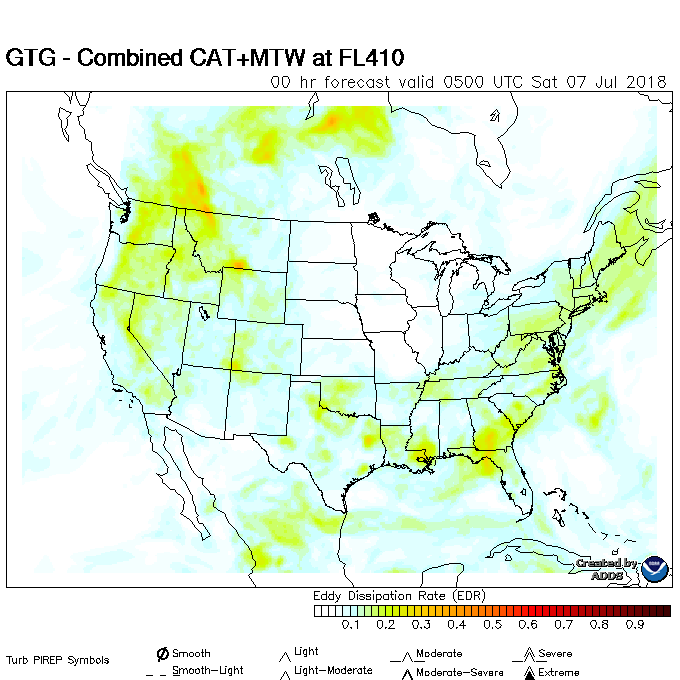 GTG - Combined CAT+MTW at FL410
00 hr forecast valid 0500 UTC Sat 07 Jul 2018
Created by
ADDS
Eddy Dissipation Rate (EDR)
0.1 0.2 0.3 0.4 0.5 0.6 0.7 0.8 0.9
Turb PIREP Symbols
Smooth Light Moderate Severe
Smooth-Light Light-Moderate Moderate-Severe Extreme